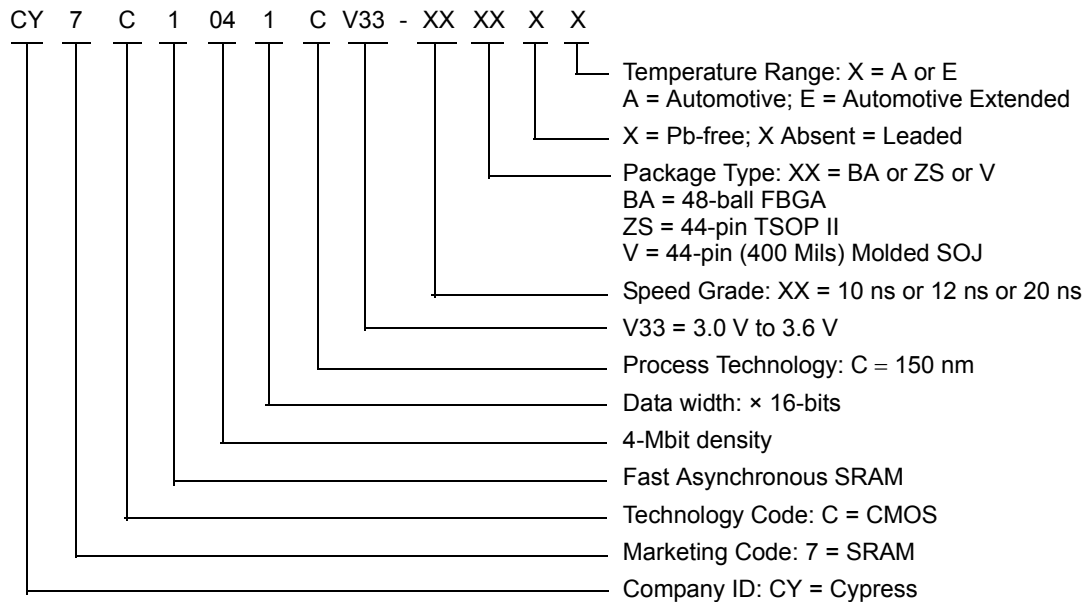 CY 7 C 1 04 1 C V33 - XX XX X X
Temperature Range: X = A or E
A = Automotive; E = Automotive Extended
X = Pb-free; X Absent = Leaded
Package Type: XX = BA or ZS or V
BA = 48-ball FBGA
ZS = 44-pin TSOP II
V = 44-pin (400 Mils) Molded SOJ
Speed Grade: XX = 10 ns or 12 ns or 20 ns
V33 = 3.0 V to 3.6 V
Process Technology: C = 150 nm
Data width: × 16-bits
4-Mbit density
Fast Asynchronous SRAM
Technology Code: C = CMOS
Marketing Code: 7 = SRAM
Company ID: CY = Cypress